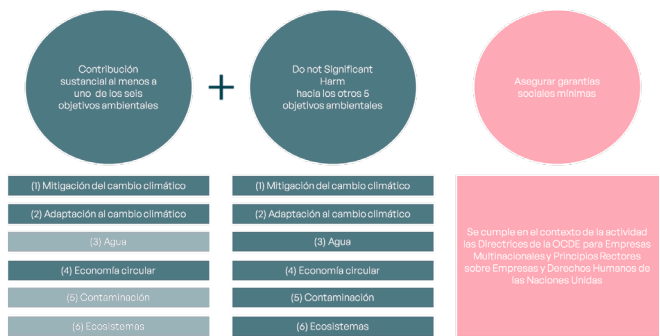 Contribución
sustancial al menos a
uno de los seis
objetivos ambientales
+
Do not Significant
Harm
hacia los otros 5
objetivos ambientales
Asegurar garantías
sociales mínimas
(1) Mitigación del cambio climático
(2) Adaptación al cambio climático
(3) Agua
(4) Economía circular
(5) Contaminación
(6) Ecosistemas
(1) Mitigación del cambio climático
(2) Adaptación al cambio climático
(3) Agua
(4) Economía circular
(5) Contaminación
(6) Ecosistemas
Se cumple en el contexto de la actividad
las Directrices de la OCDE para Empresas
Multinacionales y Principios Rectores
sobre Empresas y Derechos Humanos de
las Naciones Unidas